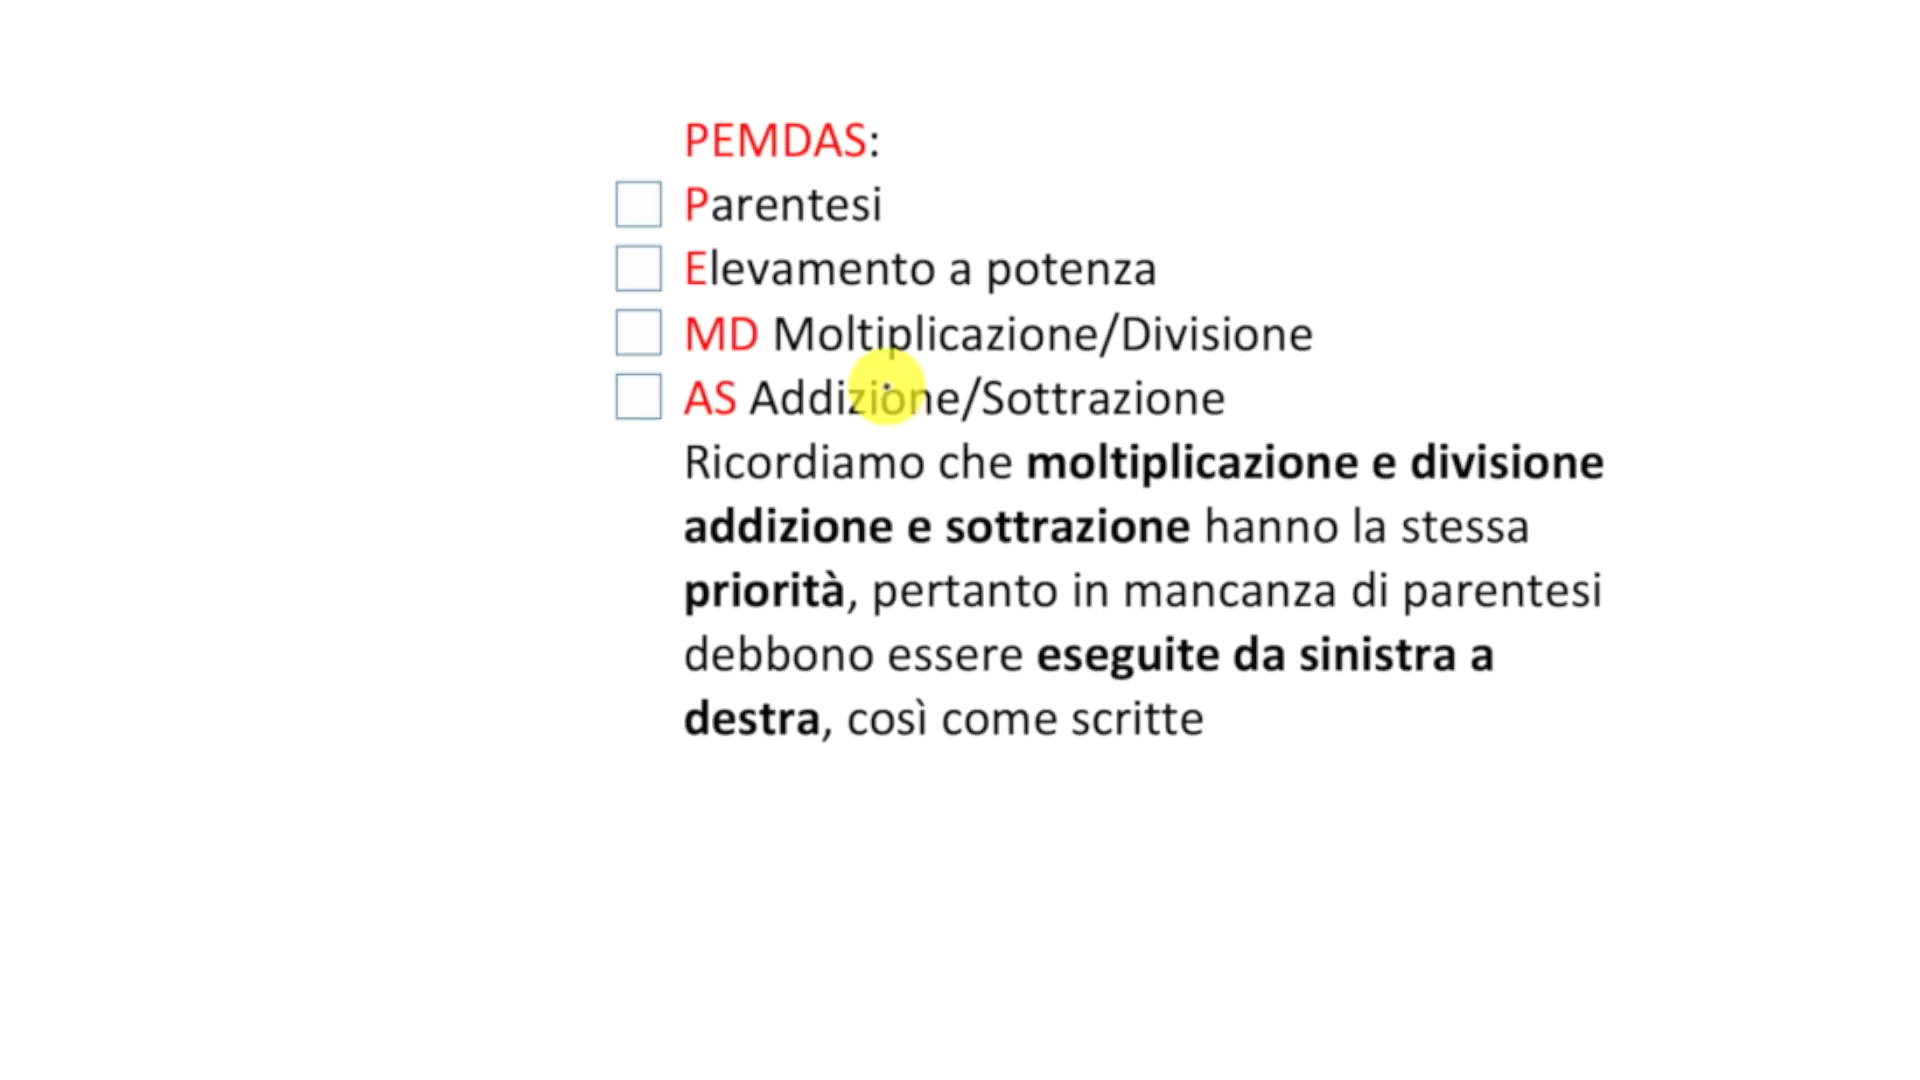 PEMDAS:
Parentesi
Elevamento a potenza
MD Moltiplicazione/Divisione
AS Addizione/Sottrazione
Ricordiamo che moltiplicazione e divisione
addizione e sottrazione hanno la stessa
priorità, pertanto in mancanza di parentesi
debbono essere eseguite da sinistra a
destra, così come scritte